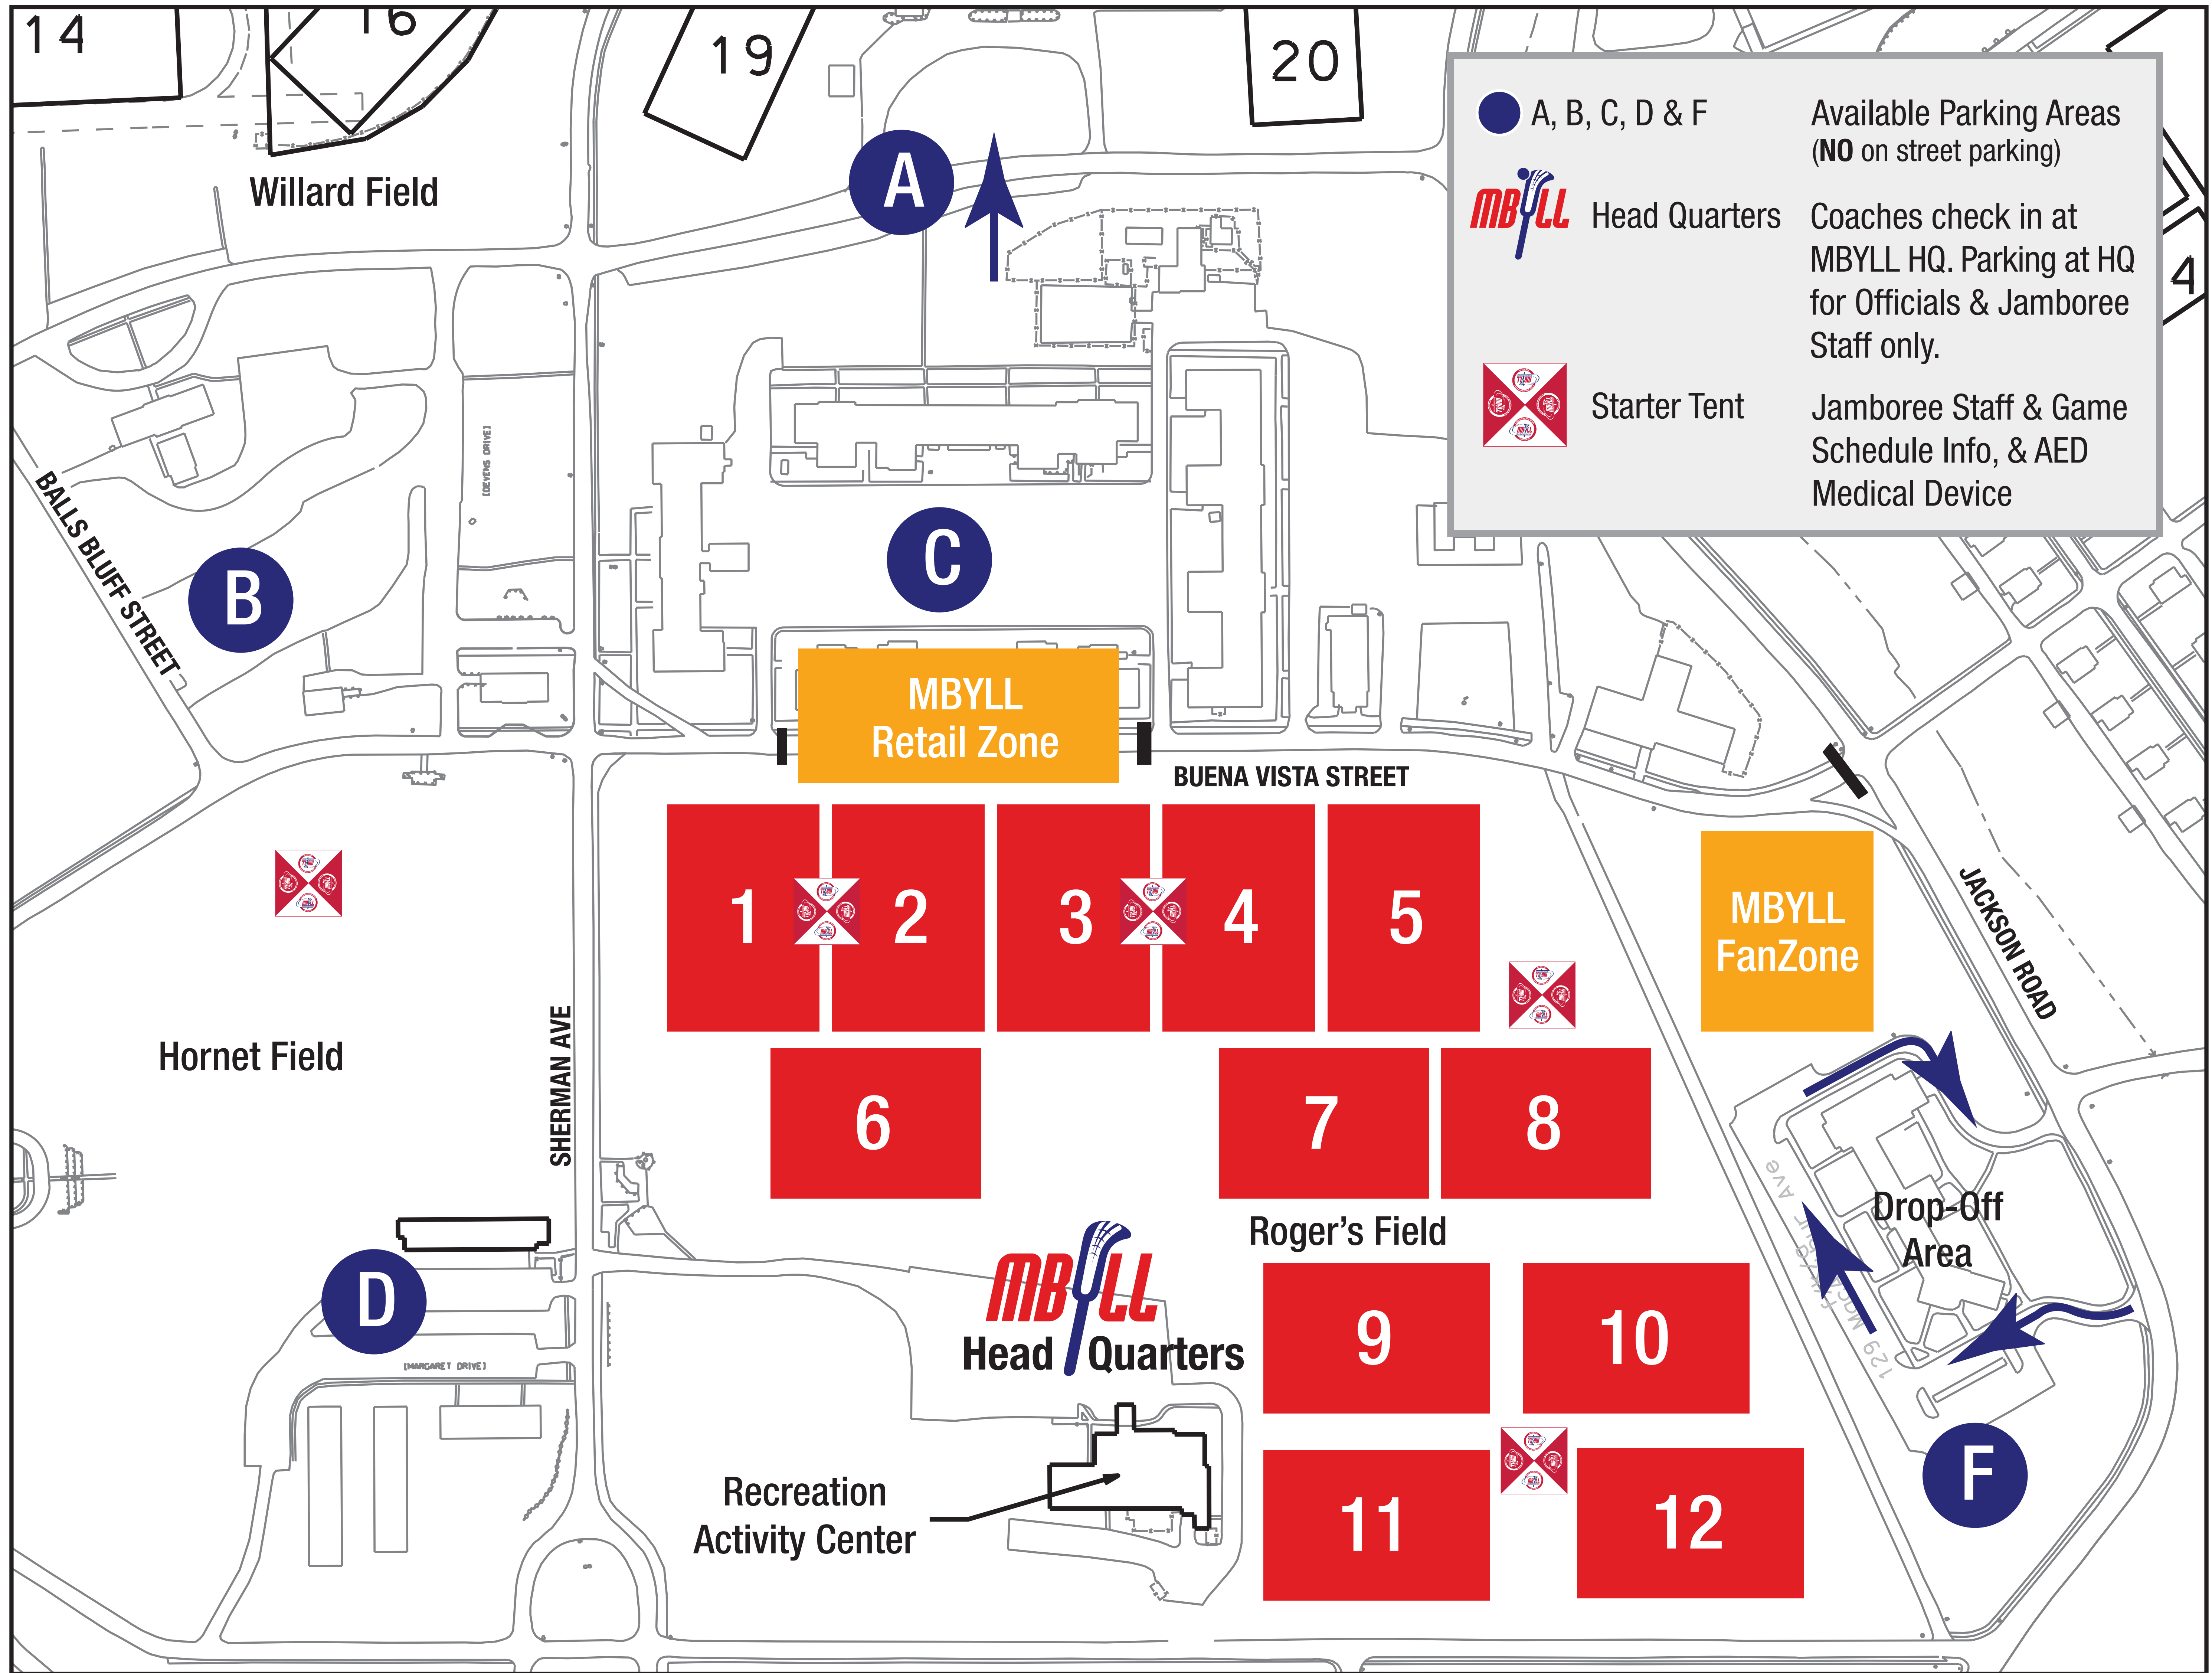 14
16
19
20
A, B, C, D & F
Available Parking Areas
(NO on street parking)
MBYLL
Head Quarters
Coaches check in at
MBYLL HQ. Parking at HQ
for Officials & Jamboree
Staff only.
Starter Tent
Jamboree Staff & Game
Schedule Info, & AED
Medical Device
4
A
Willard Field
[DEVENS DRIVE]
BALLS BLUFF STREET
B
C
MBYLL
Retail Zone
BUENA VISTA STREET
1
2
3
4
5
MBYLL
FanZone
JACKSON ROAD
Hornet Field
SHERMAN AVE
6
7
8
Roger's Field
Drop-Off
Area
D
[MARGARET DRIVE]
MBYLL
Head Quarters
9
10
Recreation
Activity Center
11
12
F